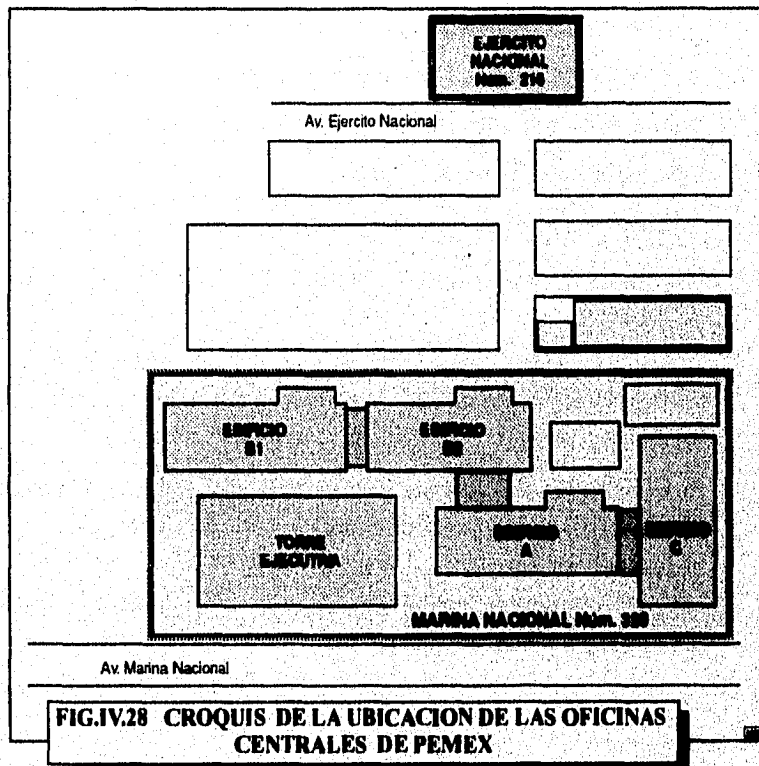 EJERCITO
NACIONAL
Núm. 216
Av. Ejercito Nacional
EDIFICIO
B1
EDIFICIO
B2
TORRE
EJECUTIVA
EDIFICIO
A
EDIFICIO
C
MARINA NACIONAL Núm.
Av. Marina Nacional
FIG.IV.28 CROQUIS DE LA UBICACION DE LAS OFICINAS
CENTRALES DE PEMEX